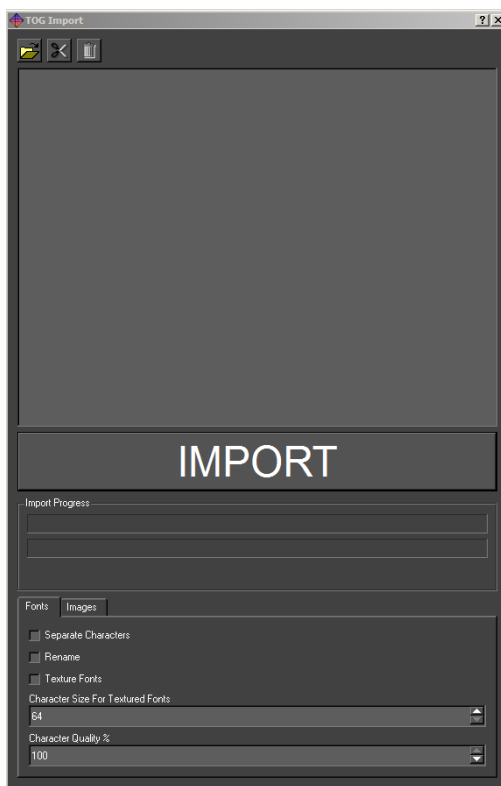 TOG Import
IMPORT
Import Progress
Fonts Images
Separate Characters
Rename
Texture Fonts
Character Size For Textured Fonts
64
Character Quality %
100